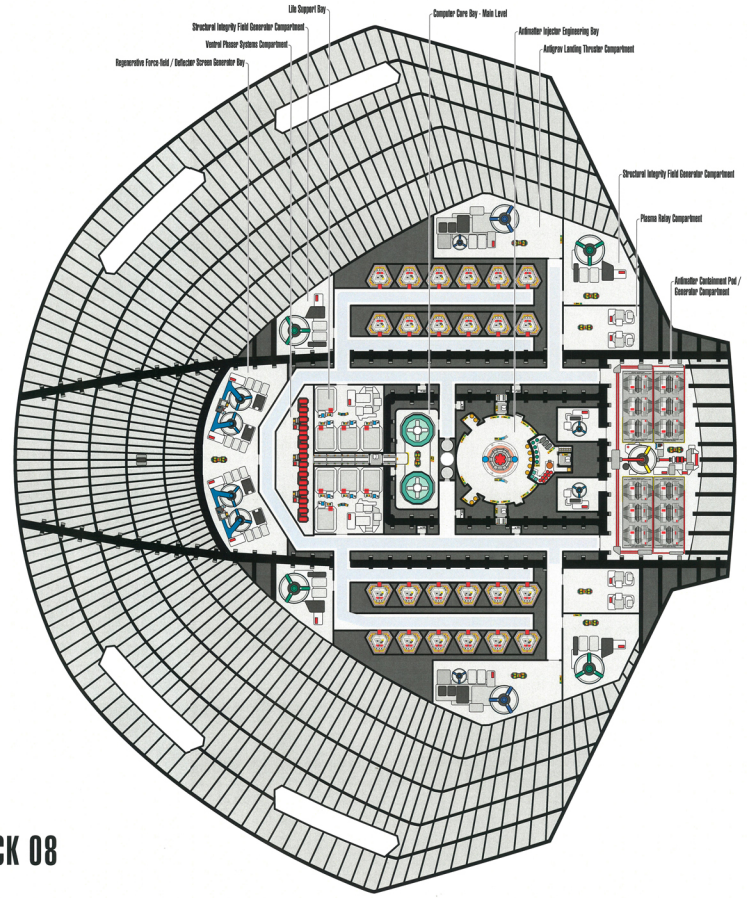 Life Support Bay
Computer Core Bay - Main Level
Structural Integrity Field Generator Compartment
Antimatter Injector Engineering Bay
Ventral Phaser Systems Compartment
Antigrav Landing Thruster Compartment
Regenerative Force-field / Deflector Screen Generator Bay
Structural Integrity Field Generator Compartment
Plasma Relay Compartment
Antimatter Containment Pod /
Generator Compartment
CK 08